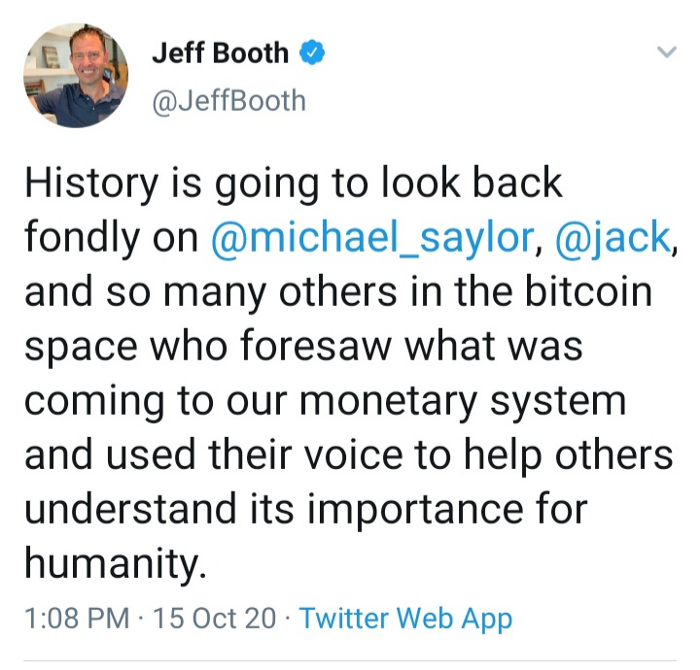 Jeff Booth
@JeffBooth
History is going to look back
fondly on @michael_saylor, @jack,
and so many others in the bitcoin
space who foresaw what was
coming to our monetary system
and used their voice to help others
understand its importance for
humanity.
1:08 PM · 15 Oct 20 · Twitter Web App